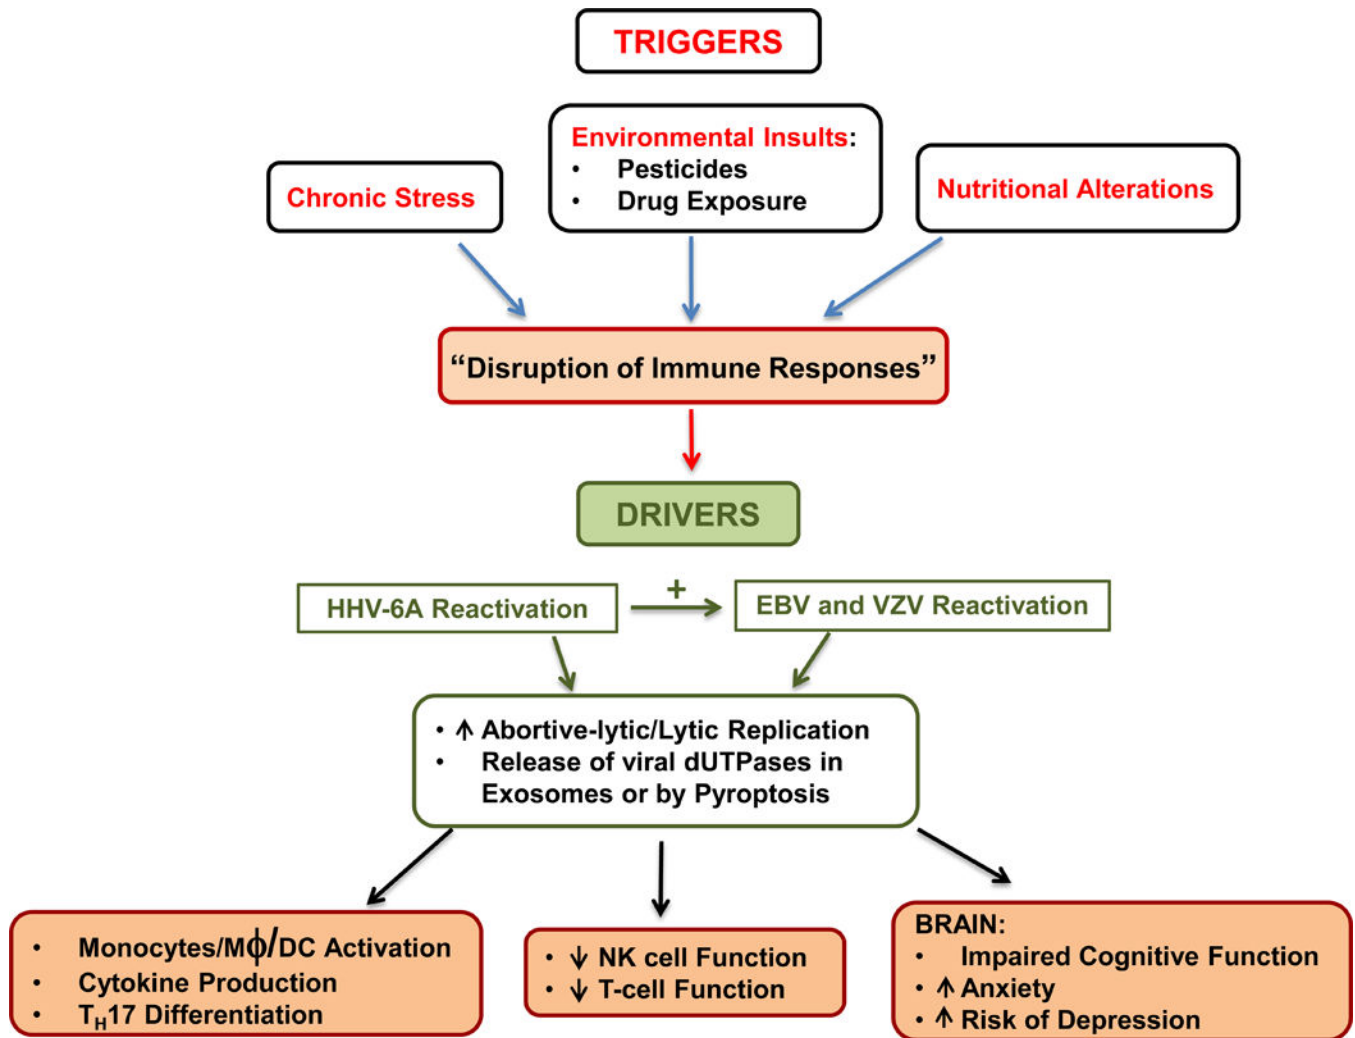 TRIGGERS
Environmental Insults:
• Pesticides
• Drug Exposure
Chronic Stress
Nutritional Alterations
“Disruption of Immune Responses”
DRIVERS
+
HHV-6A Reactivation
EBV and VZV Reactivation
• ↑ Abortive-lytic/Lytic Replication
• Release of viral dUTPases in
Exosomes or by Pyroptosis
• Monocytes/Mϕ/DC Activation
• Cytokine Production
• TH17 Differentiation
• ↓ NK cell Function
• ↓ T-cell Function
BRAIN:
• Impaired Cognitive Function
• ↑ Anxiety
• ↑ Risk of Depression